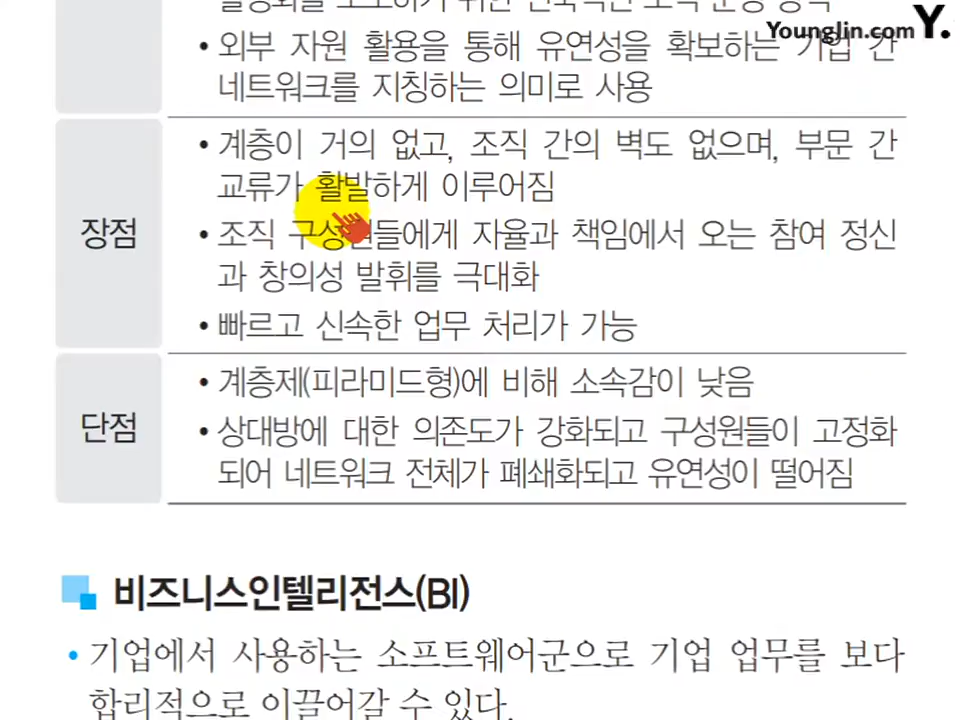 Younglin.com Y.
• 외부 자원 활용을 통해 유연성을 확보하는 기업 간
네트워크를 지칭하는 의미로 사용
장점
• 계층이 거의 없고, 조직 간의 벽도 없으며, 부문 간
교류가 활발하게 이루어짐
• 조직 구성원들에게 자율과 책임에서 오는 참여 정신
과 창의성 발휘를 극대화
• 빠르고 신속한 업무 처리가 가능
단점
• 계층제(피라미드형)에 비해 소속감이 낮음
• 상대방에 대한 의존도가 강화되고 구성원들이 고정화
되어 네트워크 전체가 폐쇄화되고 유연성이 떨어짐
비즈니스인텔리전스(BI)
• 기업에서 사용하는 소프트웨어군으로 기업 업무를 보다
합리적으로 이끌어갈 수 있다.